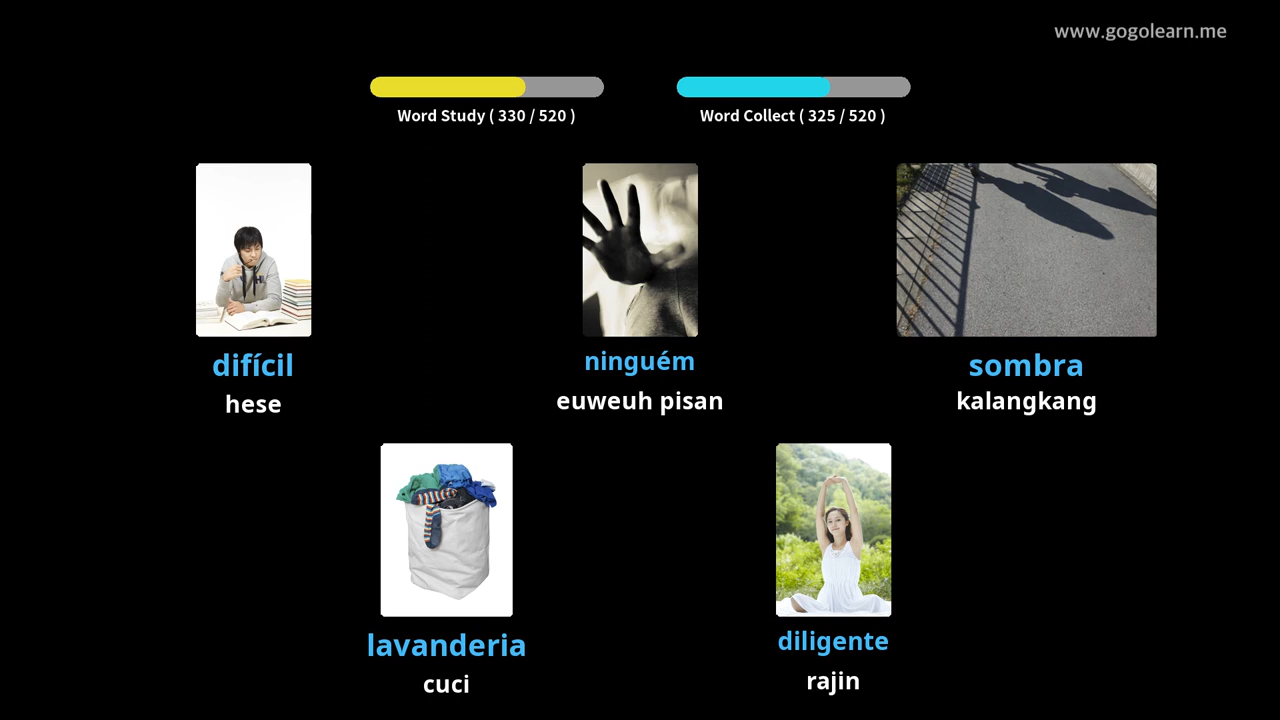 www.gogolearn.me
Word Study ( 330 / 520 )
Word Collect ( 325 / 520 )
difícil
hese
ninguém
euweuh pisan
sombra
kalangkang
lavanderia
cuci
diligente
rajin